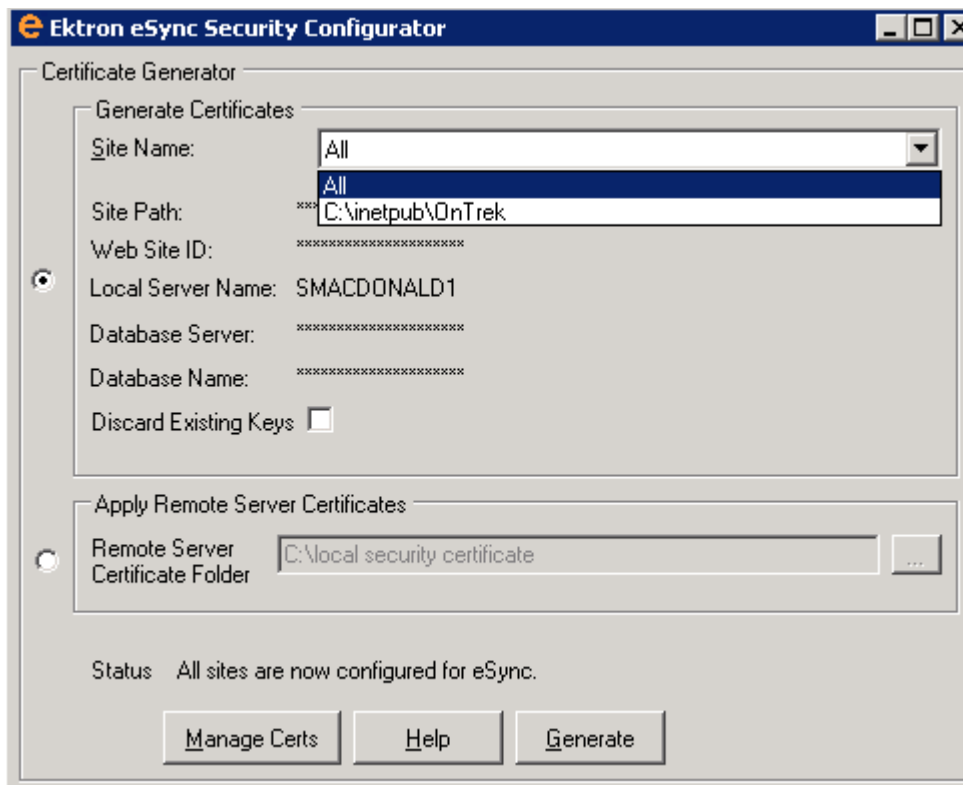 Ektron eSync Security Configurator
Certificate Generator
Generate Certificates
Site Name:
All
All
C:\inetpub\OnTrek
Site Path: ***
Web Site ID: *********************
Local Server Name: SMACDONALD1
Database Server: *********************
Database Name: *********************
Discard Existing Keys
Apply Remote Server Certificates
Remote Server
Certificate Folder
C:\local security certificate
...
Status All sites are now configured for eSync.
Manage Certs Help Generate